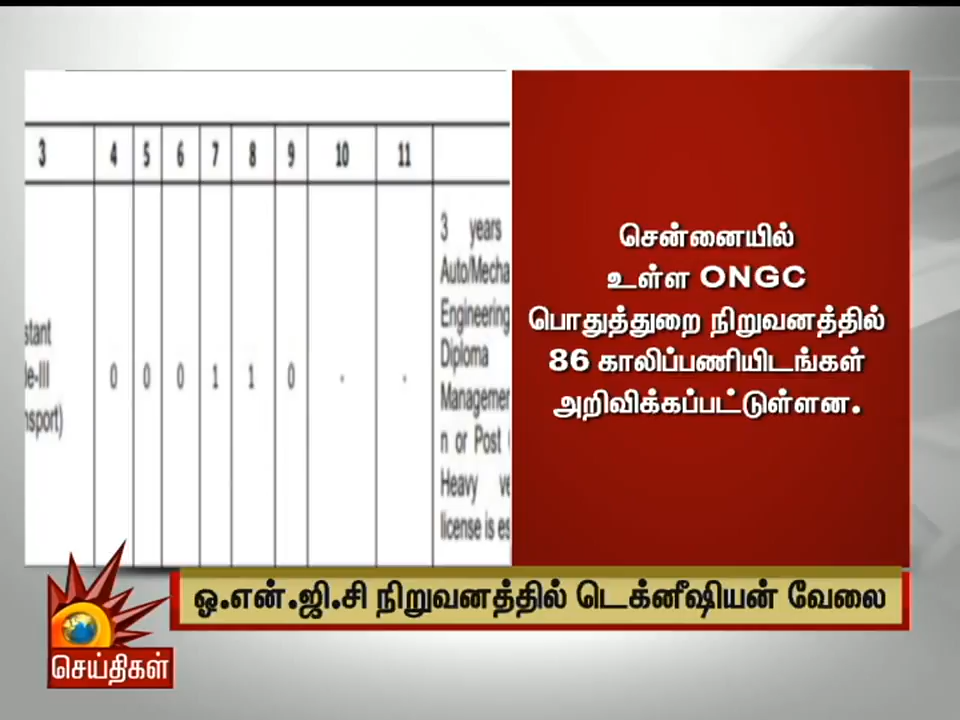 3 4 5 6 7 8 9 10 11
3 years
Auto/Mecha
Engineering
Diploma
Managemen
n or Post
Heavy ve
license is es
stant
e-III
nsport)
0 0 0 1 1 0 - -
சென்னையில்
உள்ள ONGC
பொதுத்துறை நிறுவனத்தில்
86 காலிப்பணியிடங்கள்
அறிவிக்கப்பட்டுள்ளன.
ஓ.என்.ஜி.சி நிறுவனத்தில் டெக்னீஷியன் வேலை
செய்திகள்